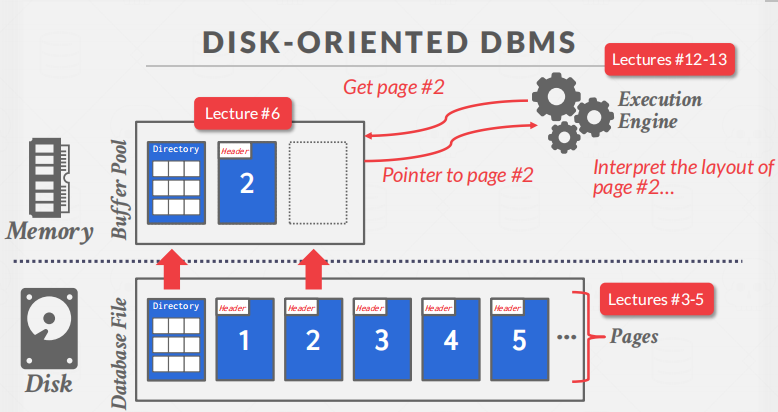 DISK-ORIENTED DBMS
Lectures #12-13
Get page #2
Lecture #6
Execution
Engine
Directory
Header
2
Pointer to page #2
Interpret the layout of
page #2...
Buffer Pool
Memory
Directory
Header
1
Header
2
Header
3
Header
4
Header
5
...
Lectures #3-5
Pages
Database File
Disk